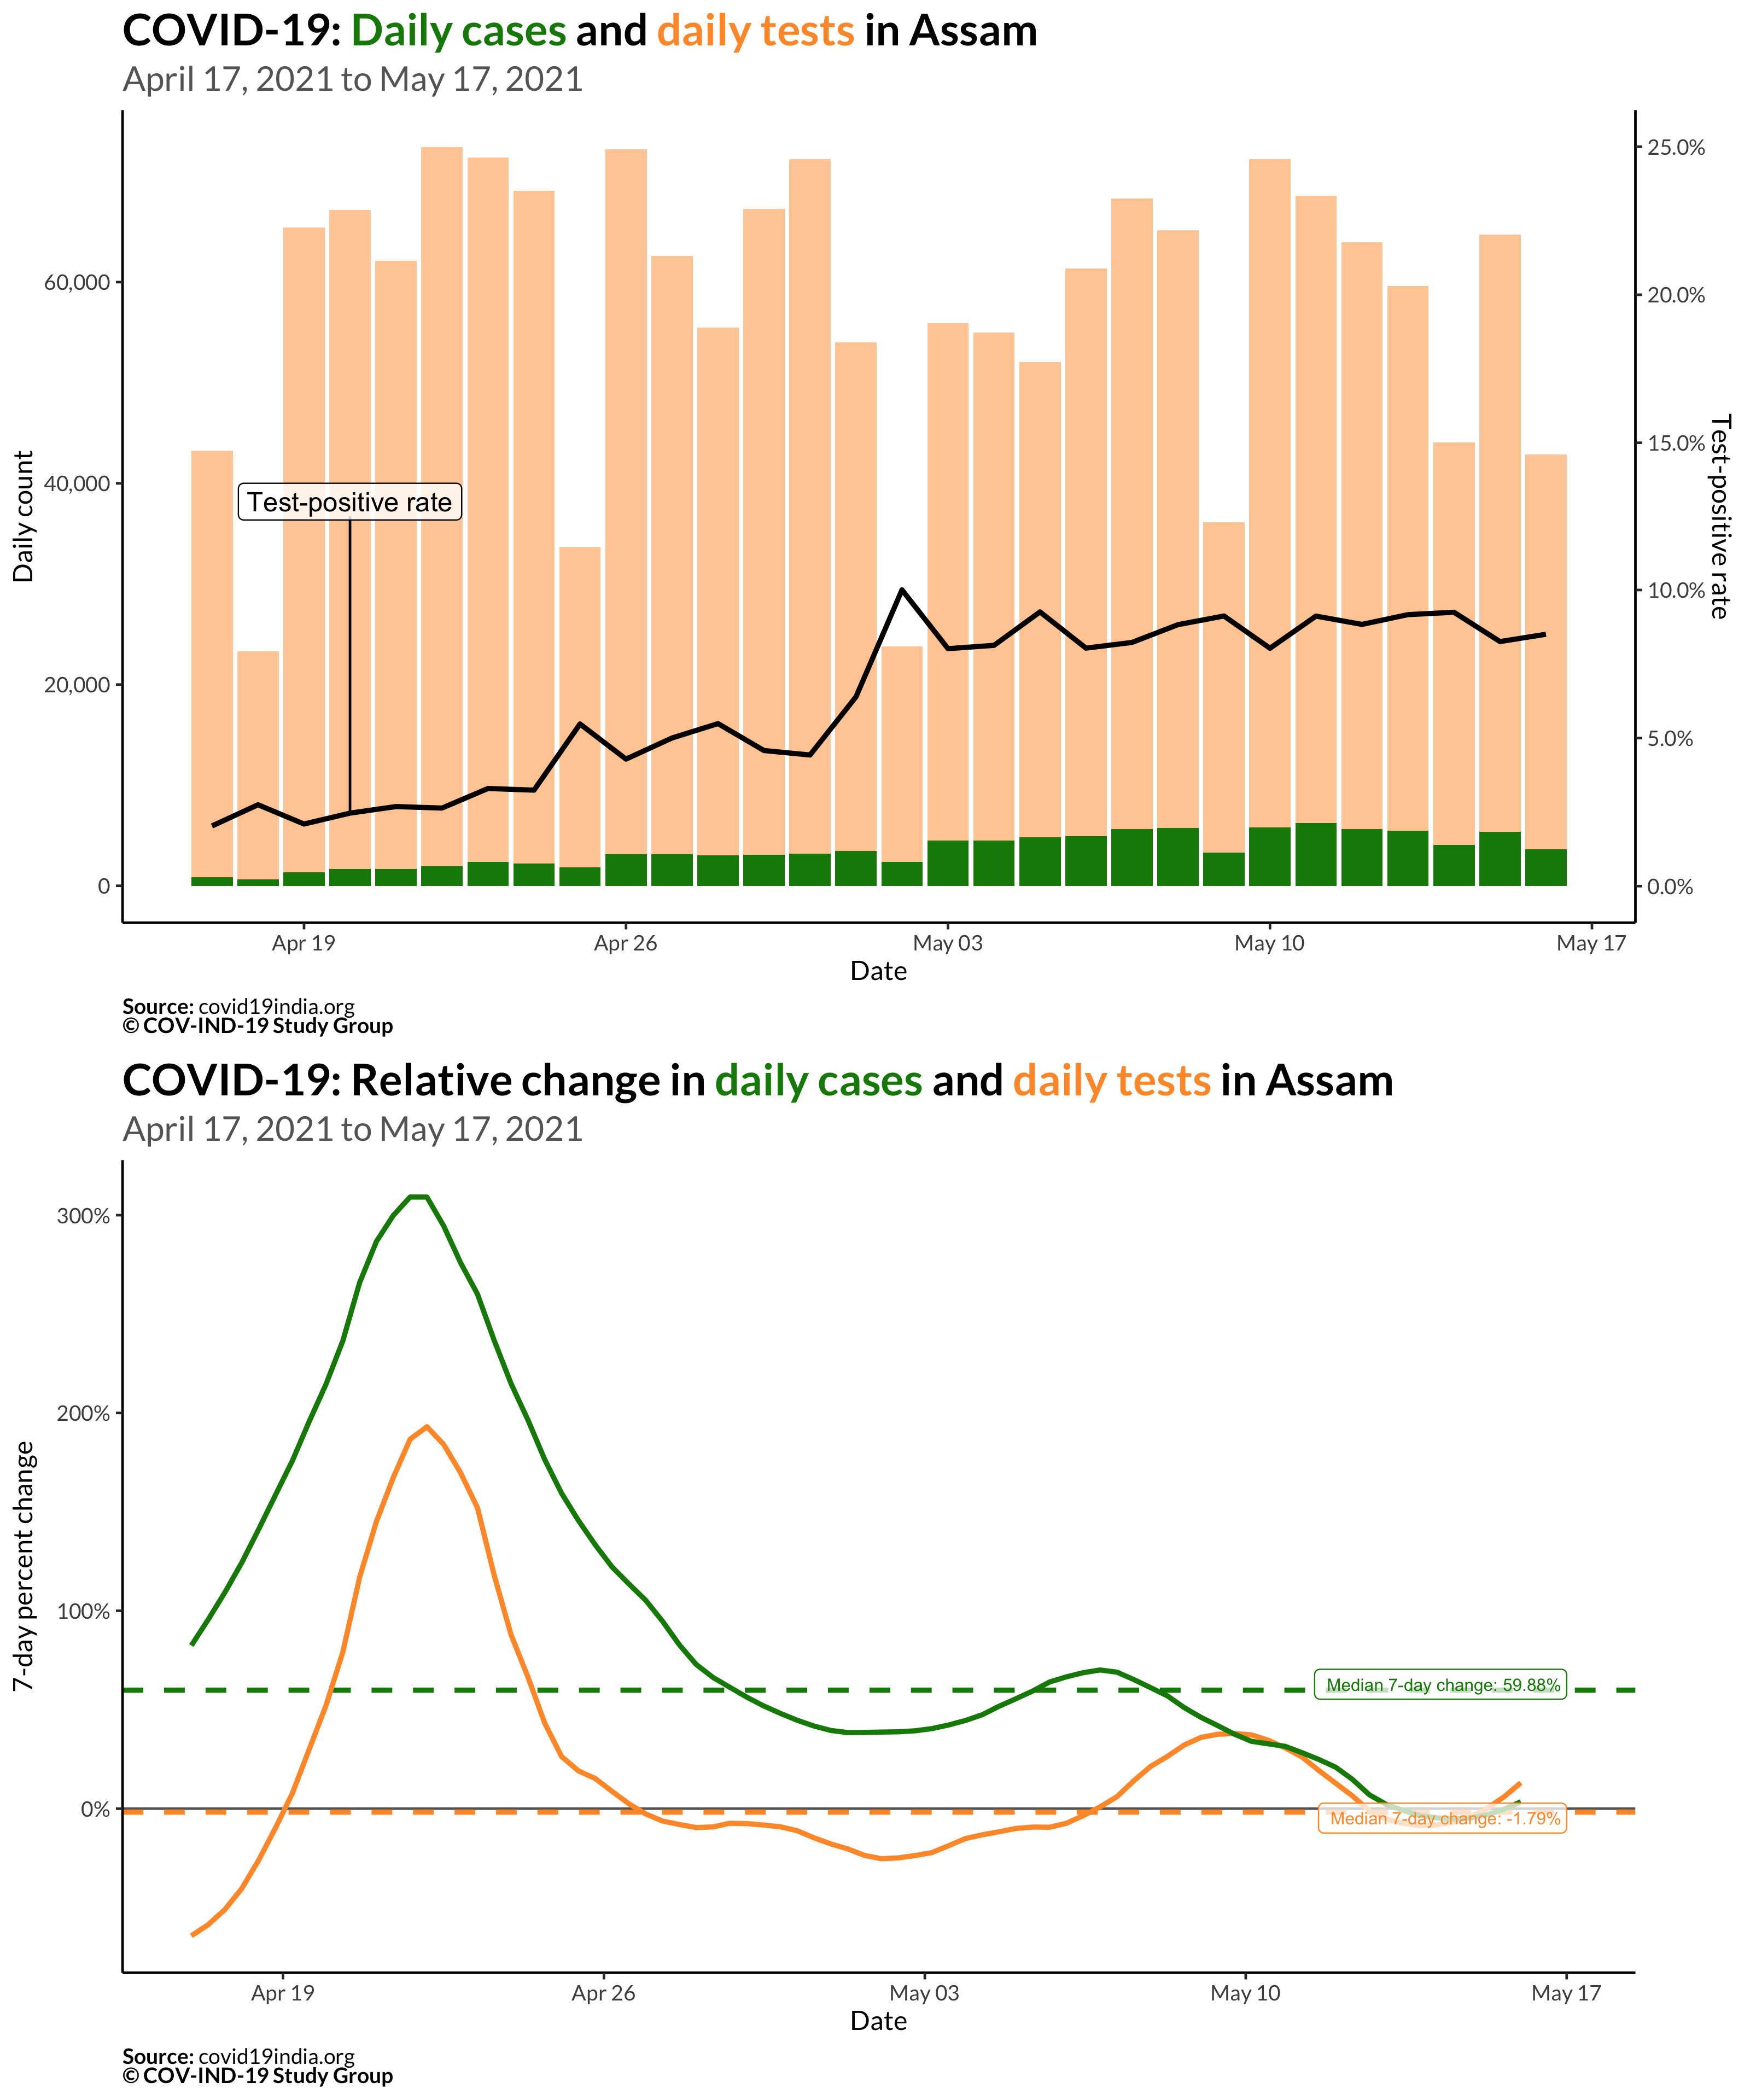 COVID-19: Daily cases and daily tests in Assam
April 17, 2021 to May 17, 2021
25.0%
20.0%
15.0%
10.0%
5.0%
0.0%
60,000
40,000
20,000
0
Daily count
Test-positive rate
Test-positive rate
Apr 19
Apr 26
May 03
May 10
May 17
Date
Source: covid19india.org
© COV-IND-19 Study Group
COVID-19: Relative change in daily cases and daily tests in Assam
April 17, 2021 to May 17, 2021
300%
200%
100%
0%
7-day percent change
Median 7-day change: 59.88%
Median 7-day change: -1.79%
Apr 19
Apr 26
May 03
May 10
May 17
Date
Source: covid19india.org
© COV-IND-19 Study Group